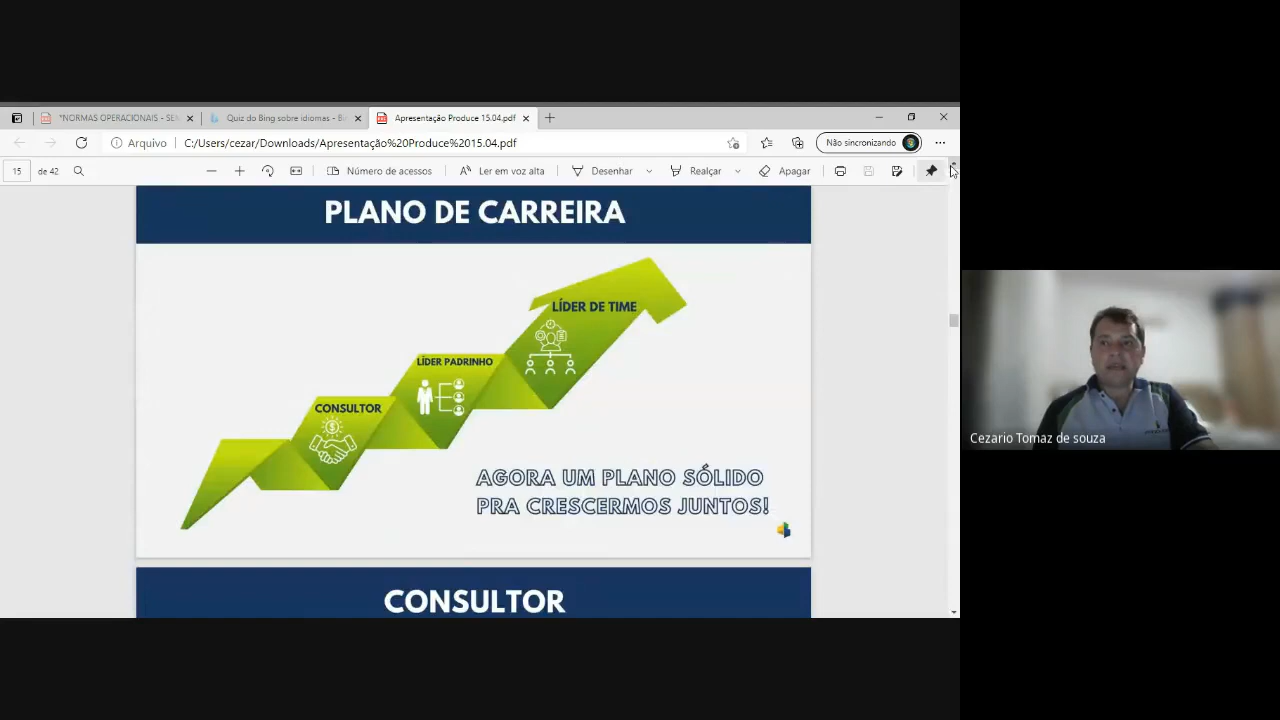 *NORMAS OPERACIONAIS - SEM
Quiz do Bing sobre idiomas - Bi
Apresentação Produce 15.04.pdf
Arquivo
C:/Users/cezar/Downloads/Apresentação%20Produce%2015.04.pdf
Não sincronizando
15
de 42
Número de acessos
Ler em voz alta
Desenhar
Realçar
Apagar
PLANO DE CARREIRA
LÍDER DE TIME
LÍDER PADRINHO
CONSULTOR
AGORA UM PLANO SÓLIDO
PRA CRESCERMOS JUNTOS!
CONSULTOR
Cezario Tomaz de souza